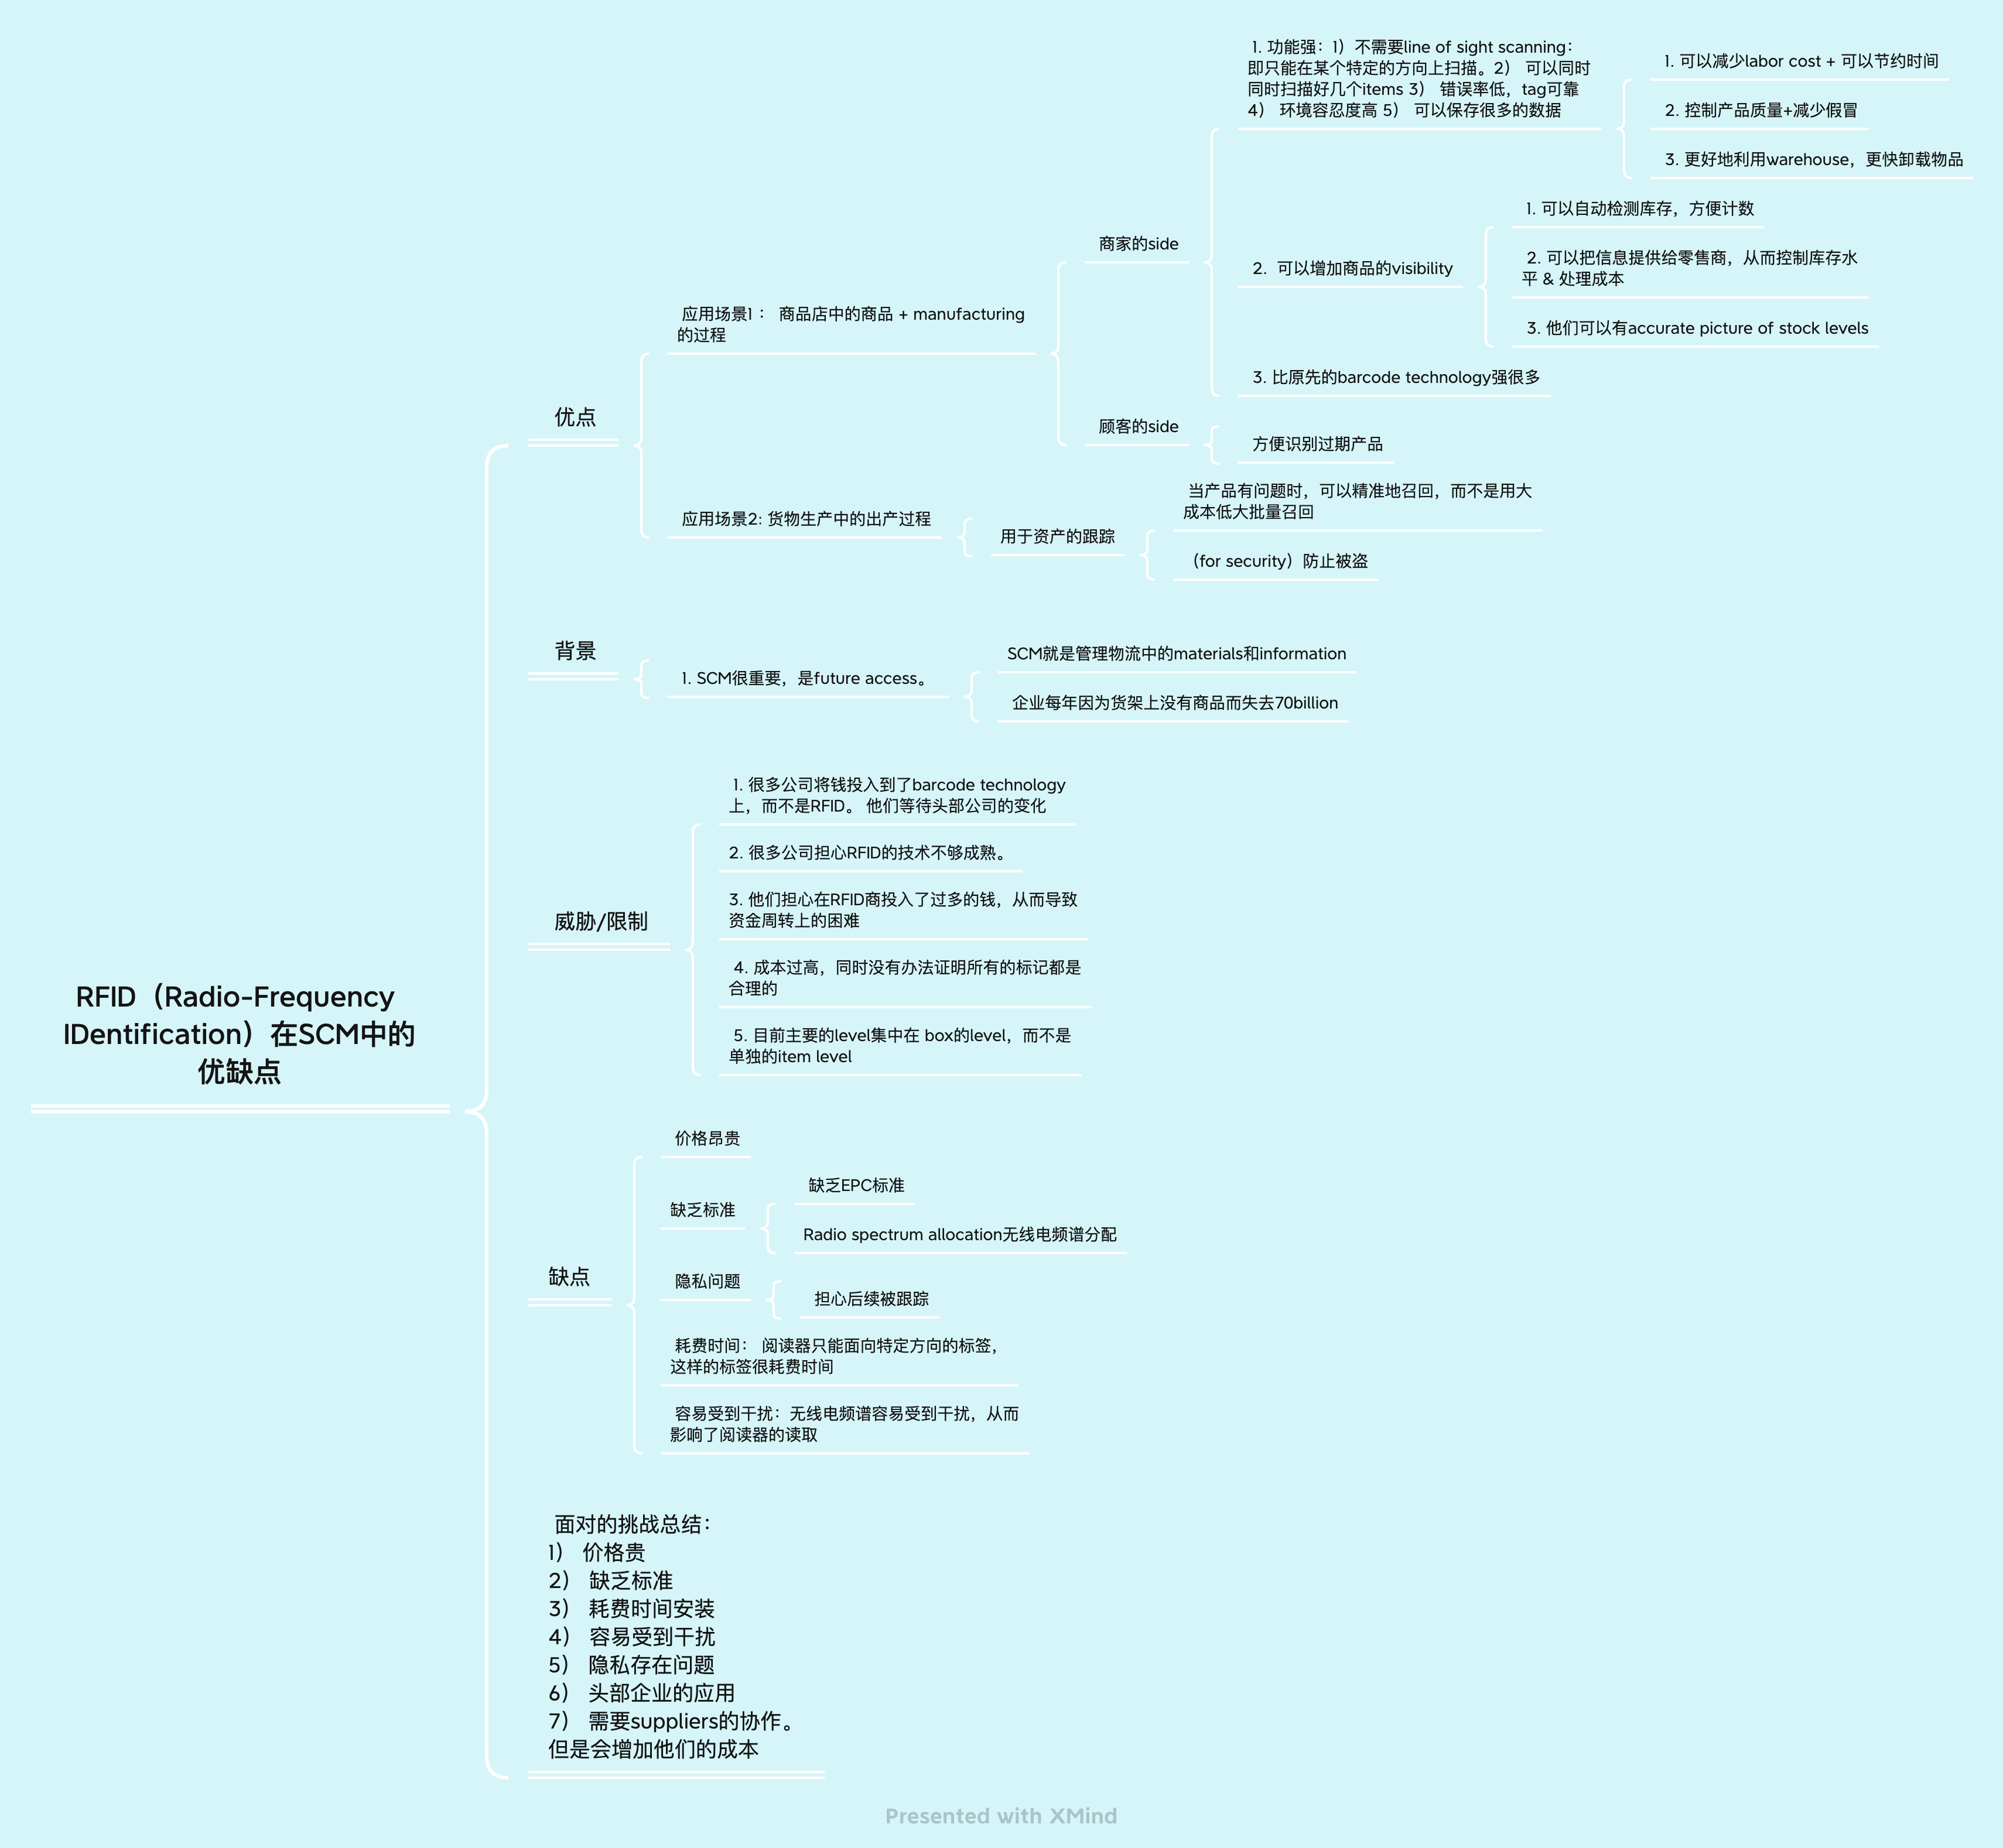 RFID（Radio-Frequency
IDentification）在SCM中的
优缺点
优点
应用场景1 ： 商品店中的商品 + manufacturing
的过程
商家的side
1. 功能强：1）不需要line of sight scanning：
即只能在某个特定的方向上扫描。2） 可以同时
同时扫描好几个items 3） 错误率低，tag可靠
4） 环境容忍度高 5） 可以保存很多的数据
1. 可以减少labor cost + 可以节约时间
2. 控制产品质量+减少假冒
3. 更好地利用warehouse，更快卸载物品
2.  可以增加商品的visibility
1. 可以自动检测库存，方便计数
2. 可以把信息提供给零售商，从而控制库存水
平 & 处理成本
3. 他们可以有accurate picture of stock levels
3. 比原先的barcode technology强很多
顾客的side
方便识别过期产品
应用场景2: 货物生产中的出产过程
用于资产的跟踪
当产品有问题时，可以精准地召回，而不是用大
成本低大批量召回
（for security）防止被盗
背景
1. SCM很重要，是future access。
SCM就是管理物流中的materials和information
企业每年因为货架上没有商品而失去70billion
威胁/限制
1. 很多公司将钱投入到了barcode technology
上，而不是RFID。 他们等待头部公司的变化
2. 很多公司担心RFID的技术不够成熟。
3. 他们担心在RFID商投入了过多的钱，从而导致
资金周转上的困难
4. 成本过高，同时没有办法证明所有的标记都是
合理的
5. 目前主要的level集中在 box的level，而不是
单独的item level
缺点
价格昂贵
缺乏标准
缺乏EPC标准
Radio spectrum allocation无线电频谱分配
隐私问题
担心后续被跟踪
耗费时间： 阅读器只能面向特定方向的标签，
这样的标签很耗费时间
容易受到干扰：无线电频谱容易受到干扰，从而
影响了阅读器的读取
面对的挑战总结：
1） 价格贵
2） 缺乏标准
3） 耗费时间安装
4） 容易受到干扰
5） 隐私存在问题
6） 头部企业的应用
7） 需要suppliers的协作。
但是会增加他们的成本
Presented with XMind